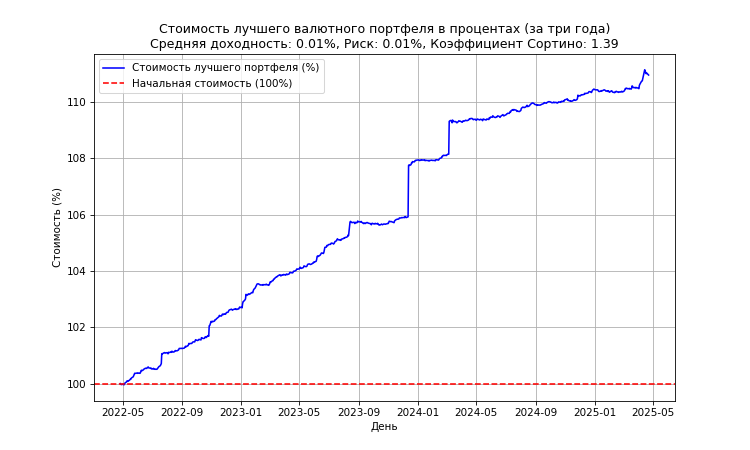 Стоимость лучшего валютного портфеля в процентах (за три года)
Средняя доходность: 0.01%, Риск: 0.01%, Коэффициент Сортино: 1.39
Стоимость лучшего портфеля (%)
Начальная стоимость (100%)
Стоимость (%)
110
108
106
104
102
100
2022-05 2022-09 2023-01 2023-05 2023-09 2024-01 2024-05 2024-09 2025-01 2025-05
День